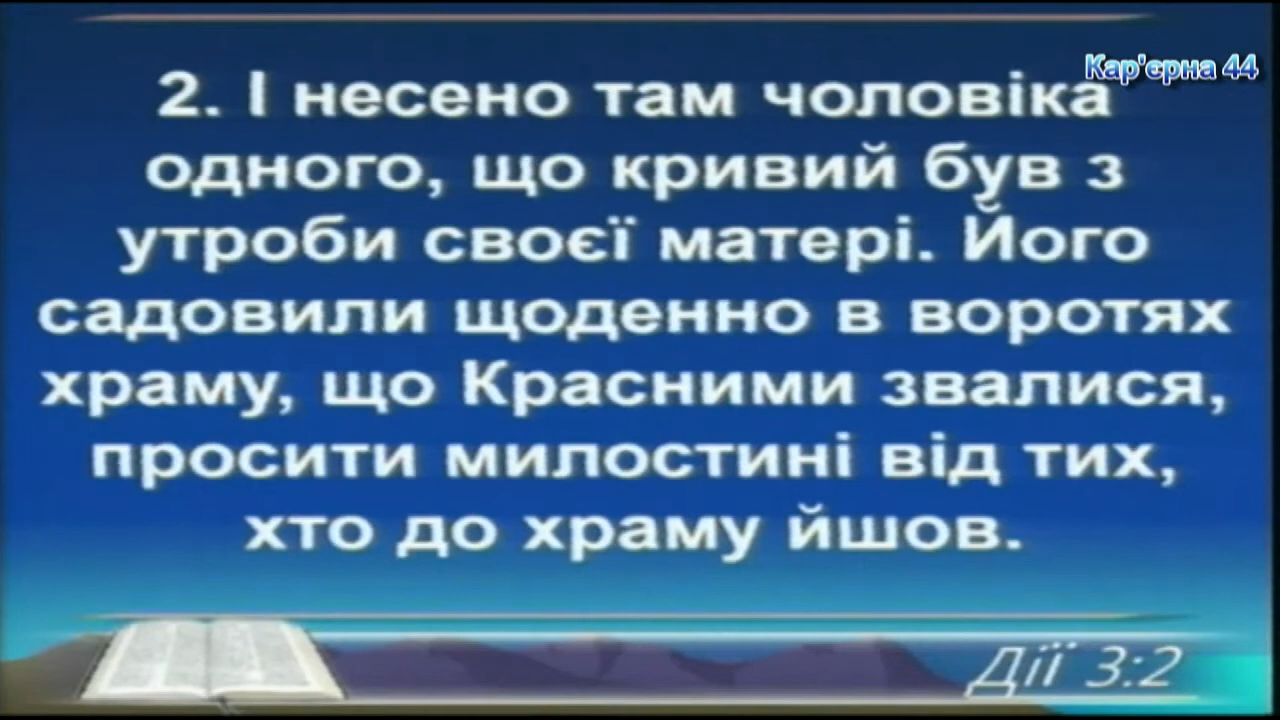 Кар'єрна 44
2. І несено там чоловіка
одного, що кривий був з
утроби своєї матері. Його
садовили щоденно в воротях
храму, що Красними звалися,
просити милостині від тих,
хто до храму йшов.
Дії 3:2